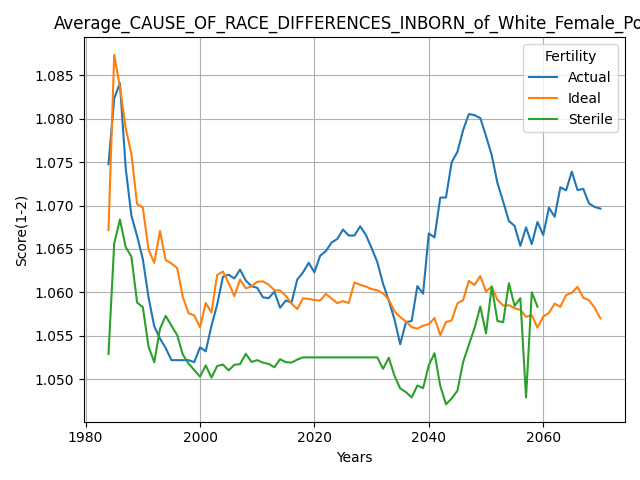 Average_CAUSE_OF_RACE_DIFFERENCES_INBORN_of_White_Female_Po
Fertility
Actual
Ideal
Sterile
Score(1-2)
1.085
1.080
1.075
1.070
1.065
1.060
1.055
1.050
1980
2000
2020
2040
2060
Years